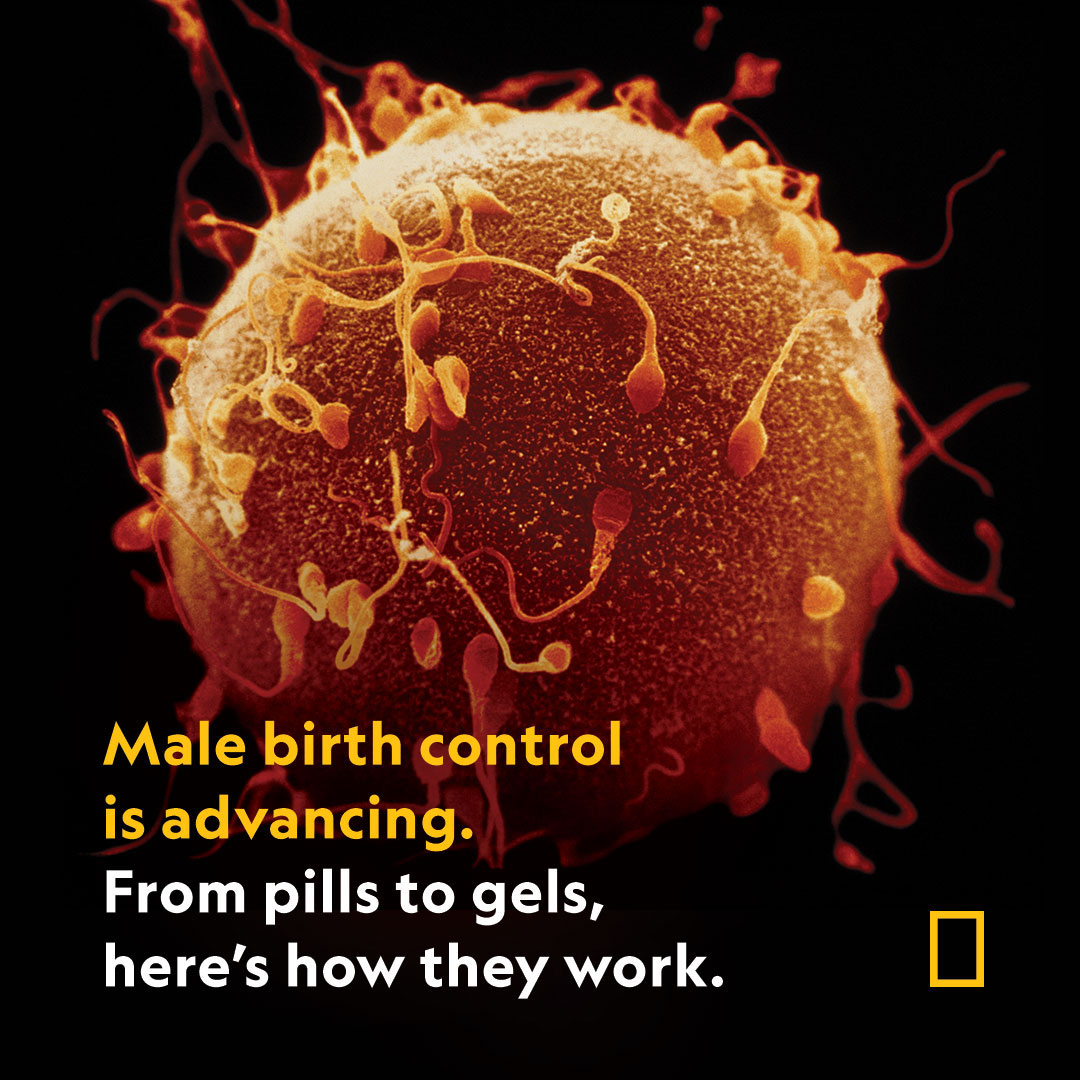 Male birth control
is advancing.
From pills to gels,
here’s how they work.